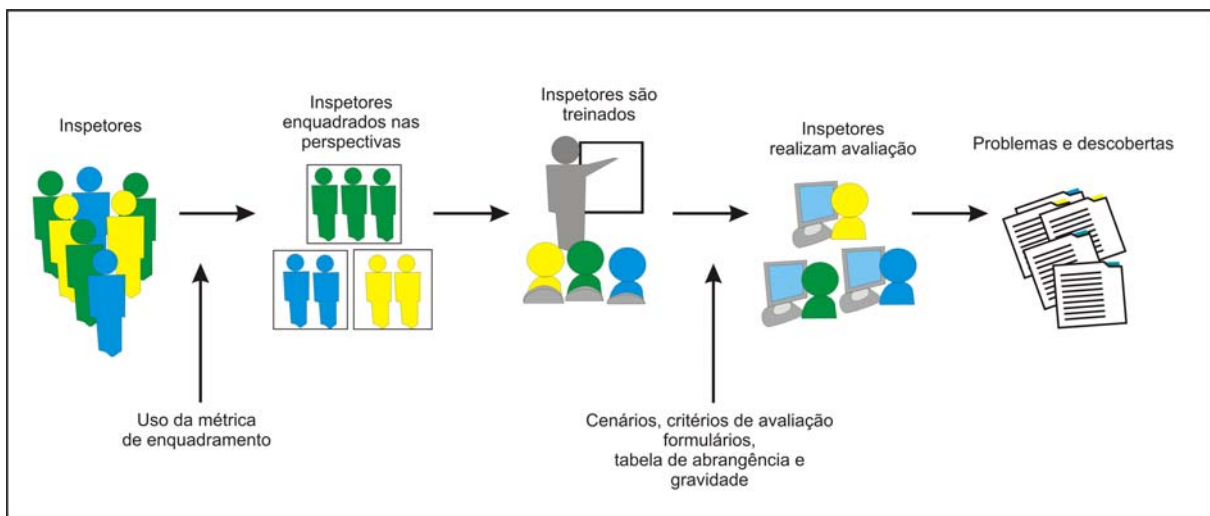 Inspetores
Inspetores
enquadrados nas
perspectivas
Inspetores são
treinados
Inspetores
realizam avaliação
Problemas e descobertas
Uso da métrica
de enquadramento
Cenários, critérios de avaliação
formulários,
tabela de abrangência e
gravidade